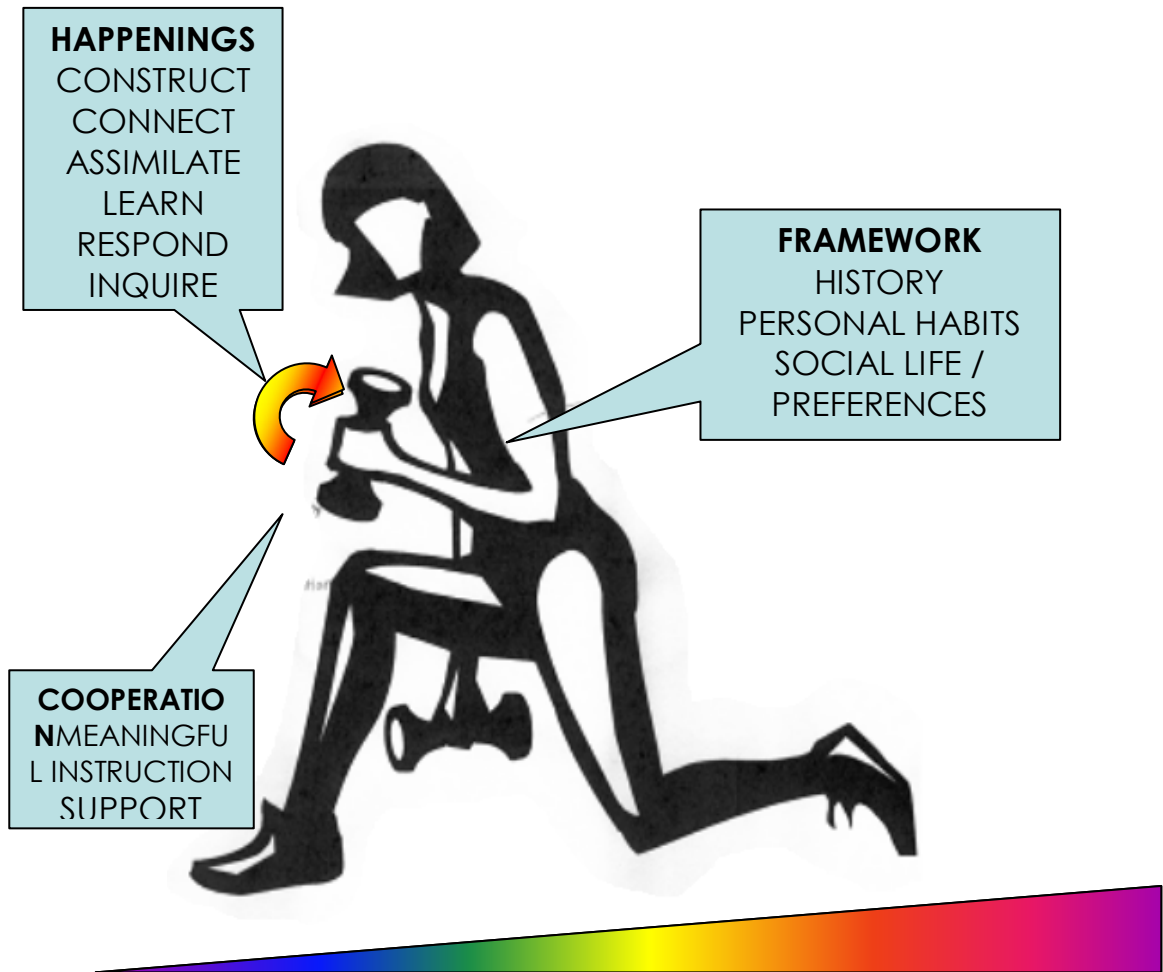 HAPPENINGS
CONSTRUCT
CONNECT
ASSIMILATE
LEARN
RESPOND
INQUIRE
FRAMEWORK
HISTORY
PERSONAL HABITS
SOCIAL LIFE /
PREFERENCES
COOPERATIO
NMEANINGFU
L INSTRUCTION
SUPPORT